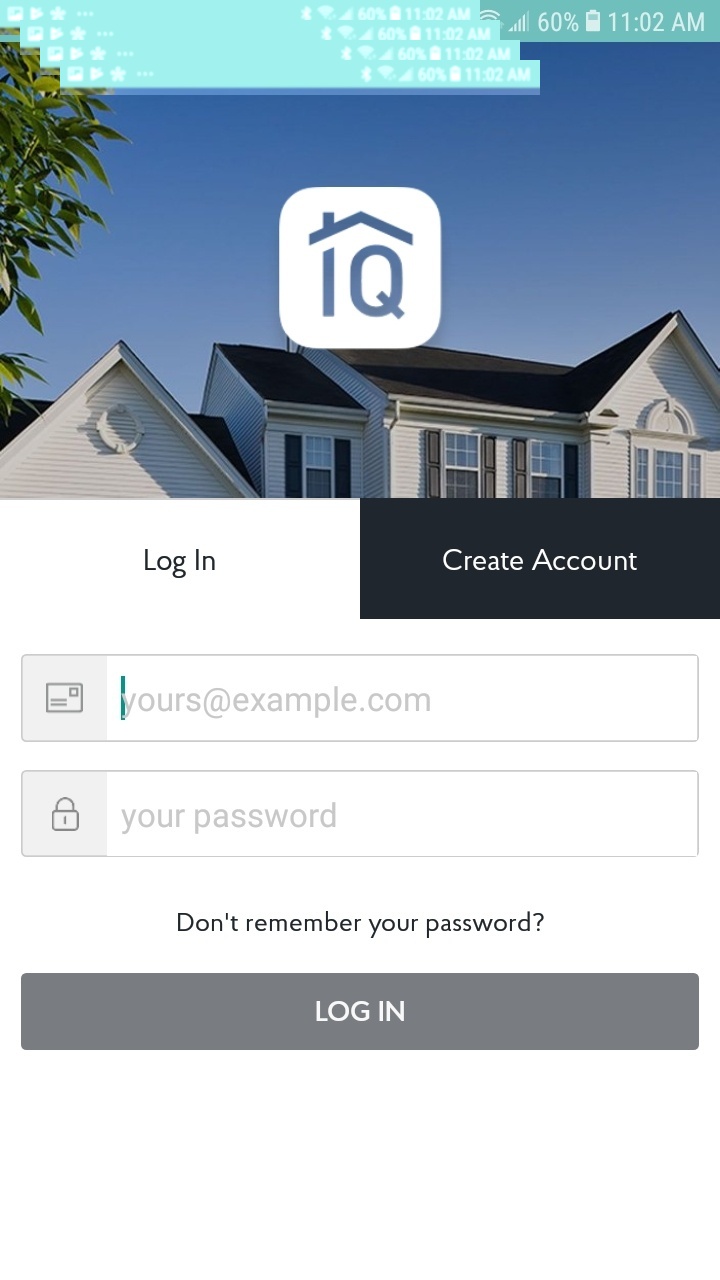 60% 11:02 AM
60% 11:02 AM
60% 11:02 AM
60% 11:02 AM
60% 11:02 AM
IQ
Log In
Create Account
yours@example.com
your password
Don't remember your password?
LOG IN